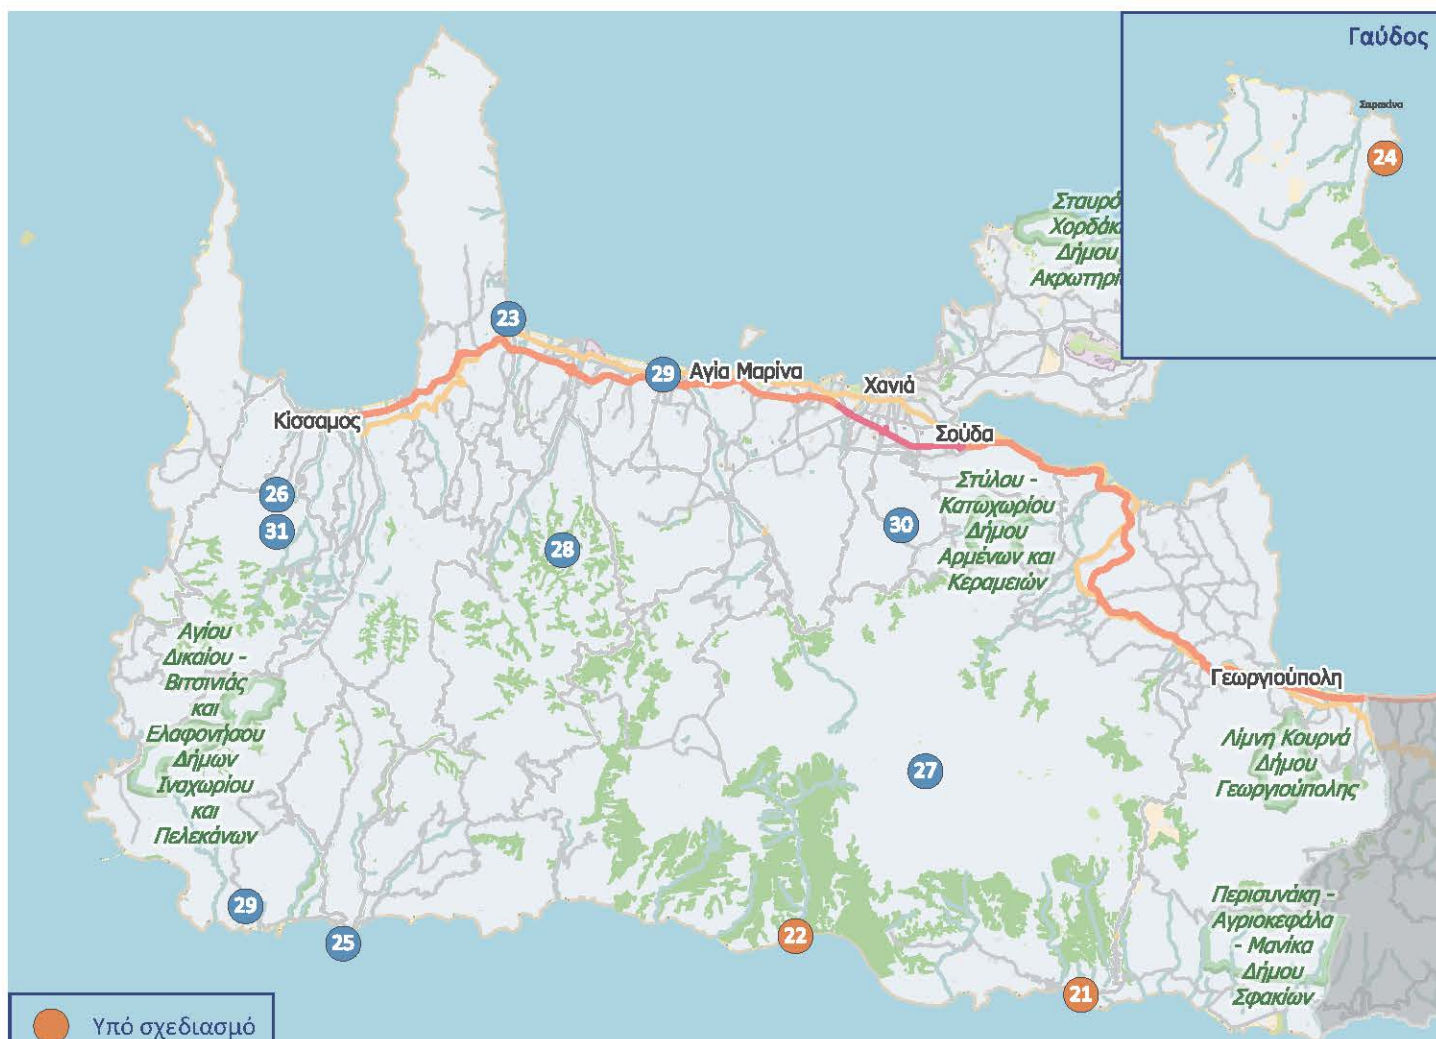 Γαύδος
Σαρακίνα
24
Σταυρό
Χορδάκ
Δήμου
Ακρωτηρί
23
29
Αγία Μαρίνα
Χανιά
Κίσσαμος
Σούδα
26
31
28
30
Στύλου -
Κατωχωρίου
Δήμου
Αρμένων και
Κεραμειών
Αγίου
Δικαίου -
Βιτσινιάς
και
Ελαφονήσου
Δήμων
Ιναχωρίου
και
Πελεκάνων
Γεωργιούπολη
Λίμνη Κουρνά
Δήμου
Γεωργιούπολης
27
29
25
22
21
Περισυνάκη -
Αγριοκεφάλα
- Μανίκα
Δήμου
Σφακίων
Υπό σχεδιασμό